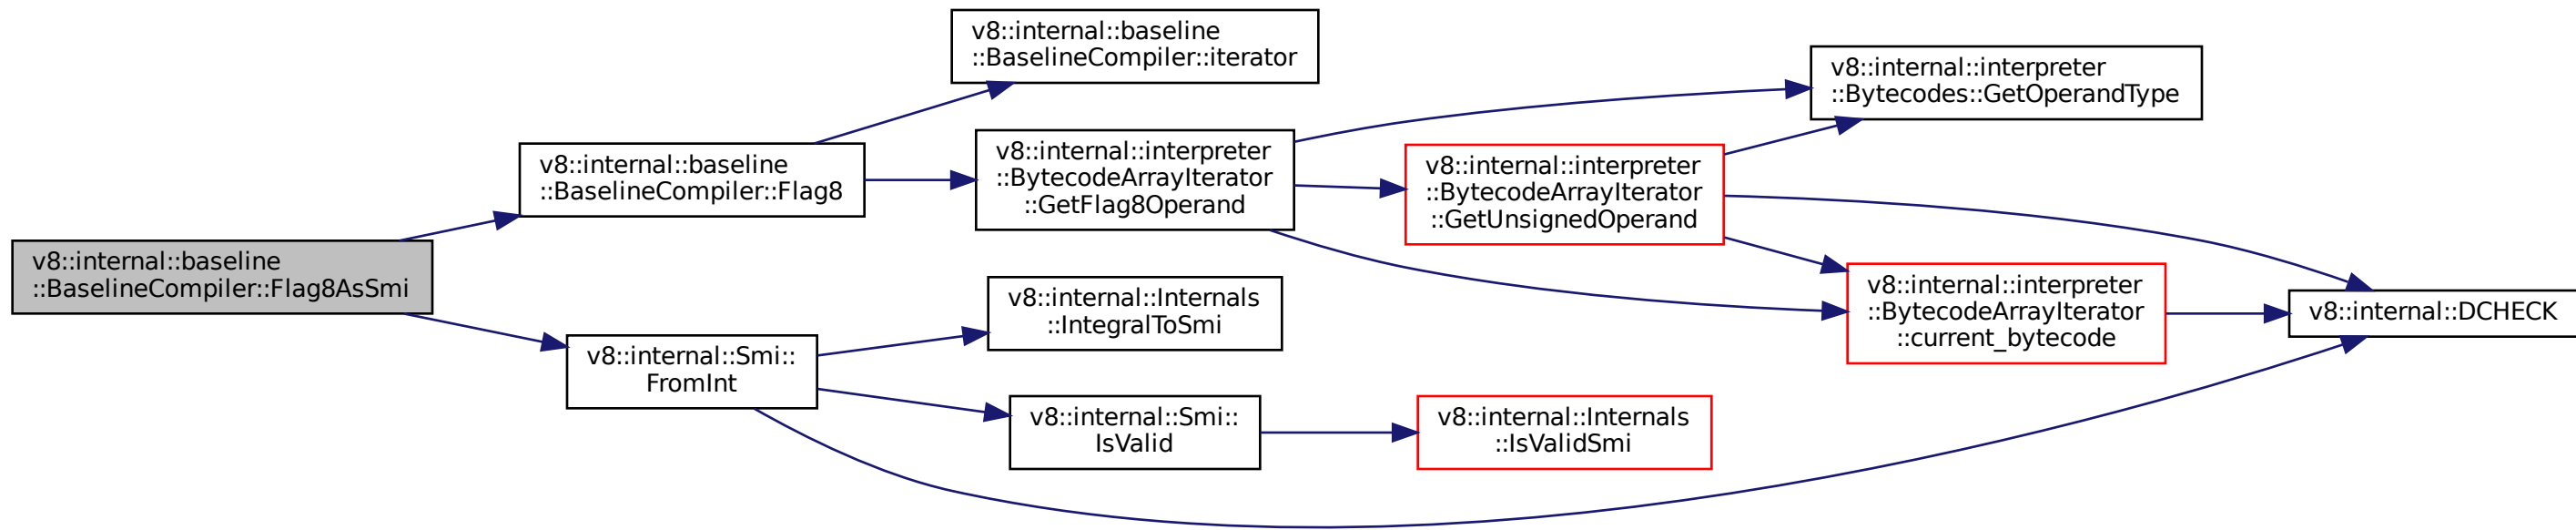 v8::internal::baseline
::BaselineCompiler::iterator
v8::internal::interpreter
::Bytecodes::GetOperandType
v8::internal::baseline
::BaselineCompiler::Flag8
v8::internal::interpreter
::BytecodeArrayIterator
::GetFlag8Operand
v8::internal::interpreter
::BytecodeArrayIterator
::GetUnsignedOperand
v8::internal::baseline
::BaselineCompiler::Flag8AsSmi
v8::internal::Internals
::IntegralToSmi
v8::internal::interpreter
::BytecodeArrayIterator
::current_bytecode
v8::internal::DCHECK
v8::internal::Smi::
FromInt
v8::internal::Smi::
IsValid
v8::internal::Internals
::IsValidSmi